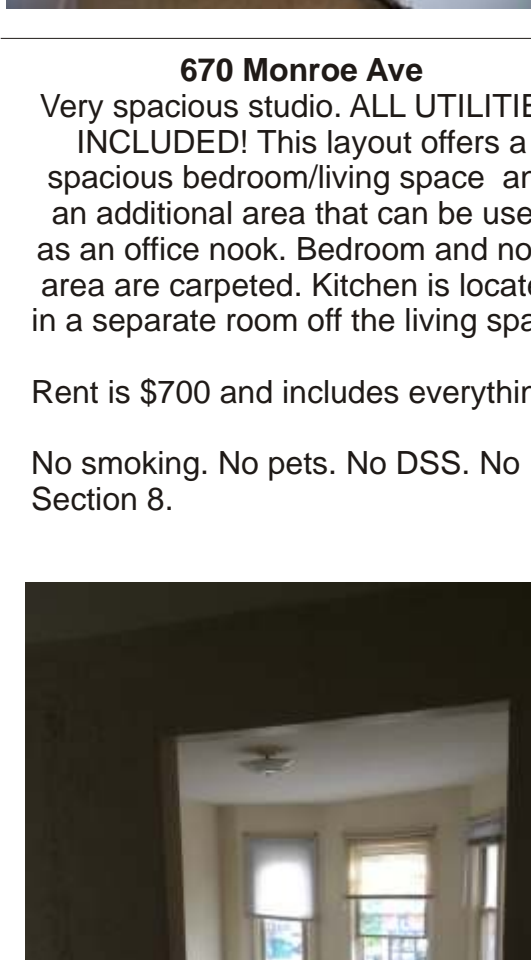 670 Monroe Ave
Very spacious studio. ALL UTILITIE
INCLUDED! This layout offers a
spacious bedroom/living space an
an additional area that can be use
as an office nook. Bedroom and no
area are carpeted. Kitchen is locate
in a separate room off the living spa
Rent is $700 and includes everythin
No smoking. No pets. No DSS. No
Section 8.